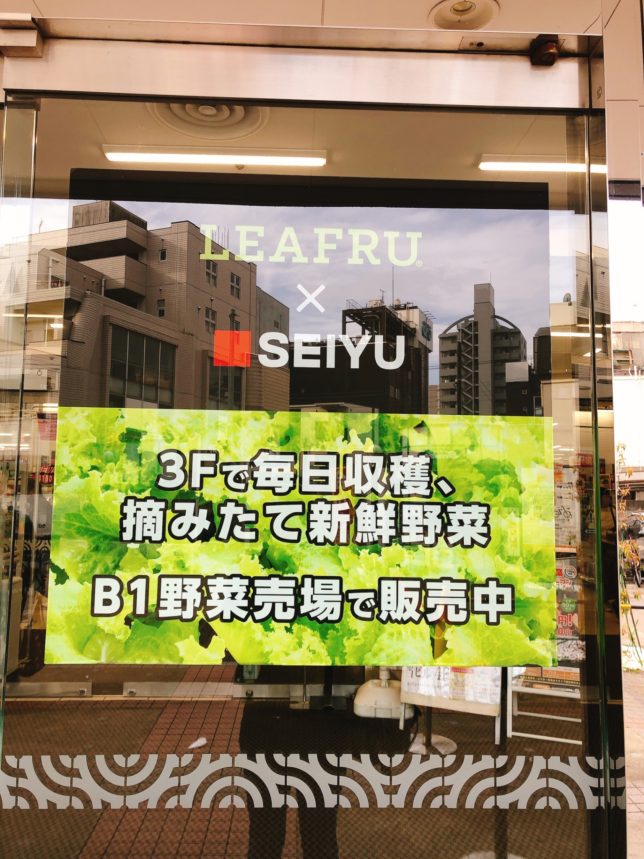 LEAFRU®
×
SEIYU
3Fで毎日収穫、
摘みたて新鮮野菜
B1野菜売場で販売中